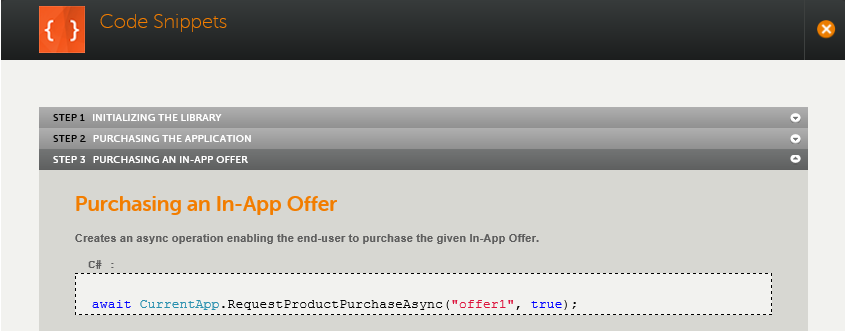 { }
Code Snippets
STEP 1 INITIALIZING THE LIBRARY
STEP 2 PURCHASING THE APPLICATION
STEP 3 PURCHASING AN IN-APP OFFER
Purchasing an In-App Offer
Creates an async operation enabling the end-user to purchase the given In-App Offer.
C# :
await CurrentApp.RequestProductPurchaseAsync("offer1", true);